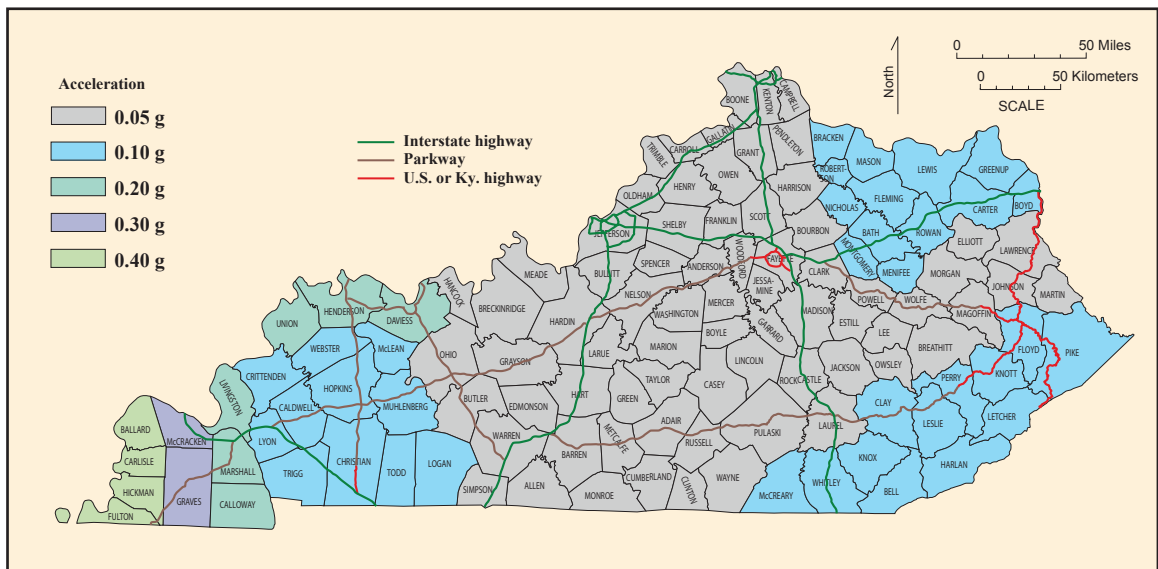 Acceleration
0.05 g
0.10 g
0.20 g
0.30 g
0.40 g
Interstate highway
Parkway
U.S. or Ky. highway
North
0 50 Miles
0 50 Kilometers
SCALE
BOONE
KENTON
CAMPBELL
GALLATIN
CARROLL
TRIMBLE
GRANT
PENDLETON
BRACKEN
MASON
LEWIS
GREENUP
ROBERT-
SON
OWEN
HENRY
OLDHAM
HARRISON
NICHOLAS
FLEMING
CARTER
BOYD
ROWAN
BATH
SHELBY
FRANKLIN
SCOTT
BOURBON
JEFFERSON
ELLIOTT
LAWRENCE
MONTGOMERY
MENIFEE
MORGAN
SPENCER
ANDERSON
WOODFORD
FAYETTE
CLARK
BULLITT
MEADE
HANCOCK
NELSON
JESSA-
MINE
MERCER
MADISON
POWELL
WOLFE
JOHNSON
MARTIN
MAGOFFIN
BRECKINRIDGE
HARDIN
WASHINGTON
GARRARD
ESTILL
LEE
BREATHITT
FLOYD
PIKE
UNION
HENDERSON
DAVIESS
WEBSTER
McLEAN
OHIO
GRAYSON
LARUE
MARION
BOYLE
LINCOLN
JACKSON
OWSLEY
PERRY
KNOTT
CRITTENDEN
HOPKINS
CALDWELL
MUHLENBERG
BUTLER
EDMONSON
HART
GREEN
TAYLOR
CASEY
ROCKCASTLE
CLAY
LESLIE
LETCHER
LIVINGSTON
BALLARD
McCRACKEN
LYON
WARREN
METCALFE
ADAIR
RUSSELL
PULASKI
LAUREL
CARLISLE
MARSHALL
TRIGG
CHRISTIAN
TODD
LOGAN
BARREN
KNOX
HARLAN
HICKMAN
GRAVES
CALLOWAY
FULTON
SIMPSON
ALLEN
MONROE
CUMBERLAND
CLINTON
WAYNE
McCREARY
WHITLEY
BELL